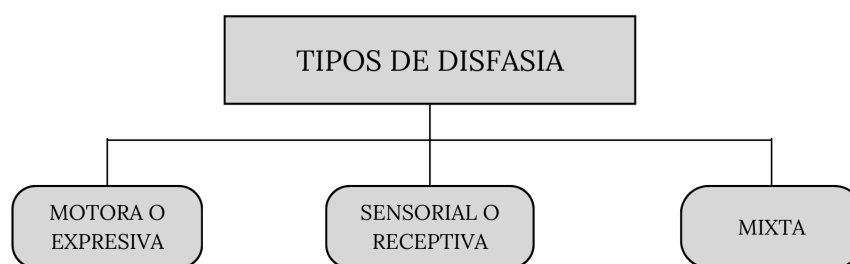 TIPOS DE DISFASIA
MOTORA O
EXPRESIVA
SENSORIAL O
RECEPTIVA
MIXTA